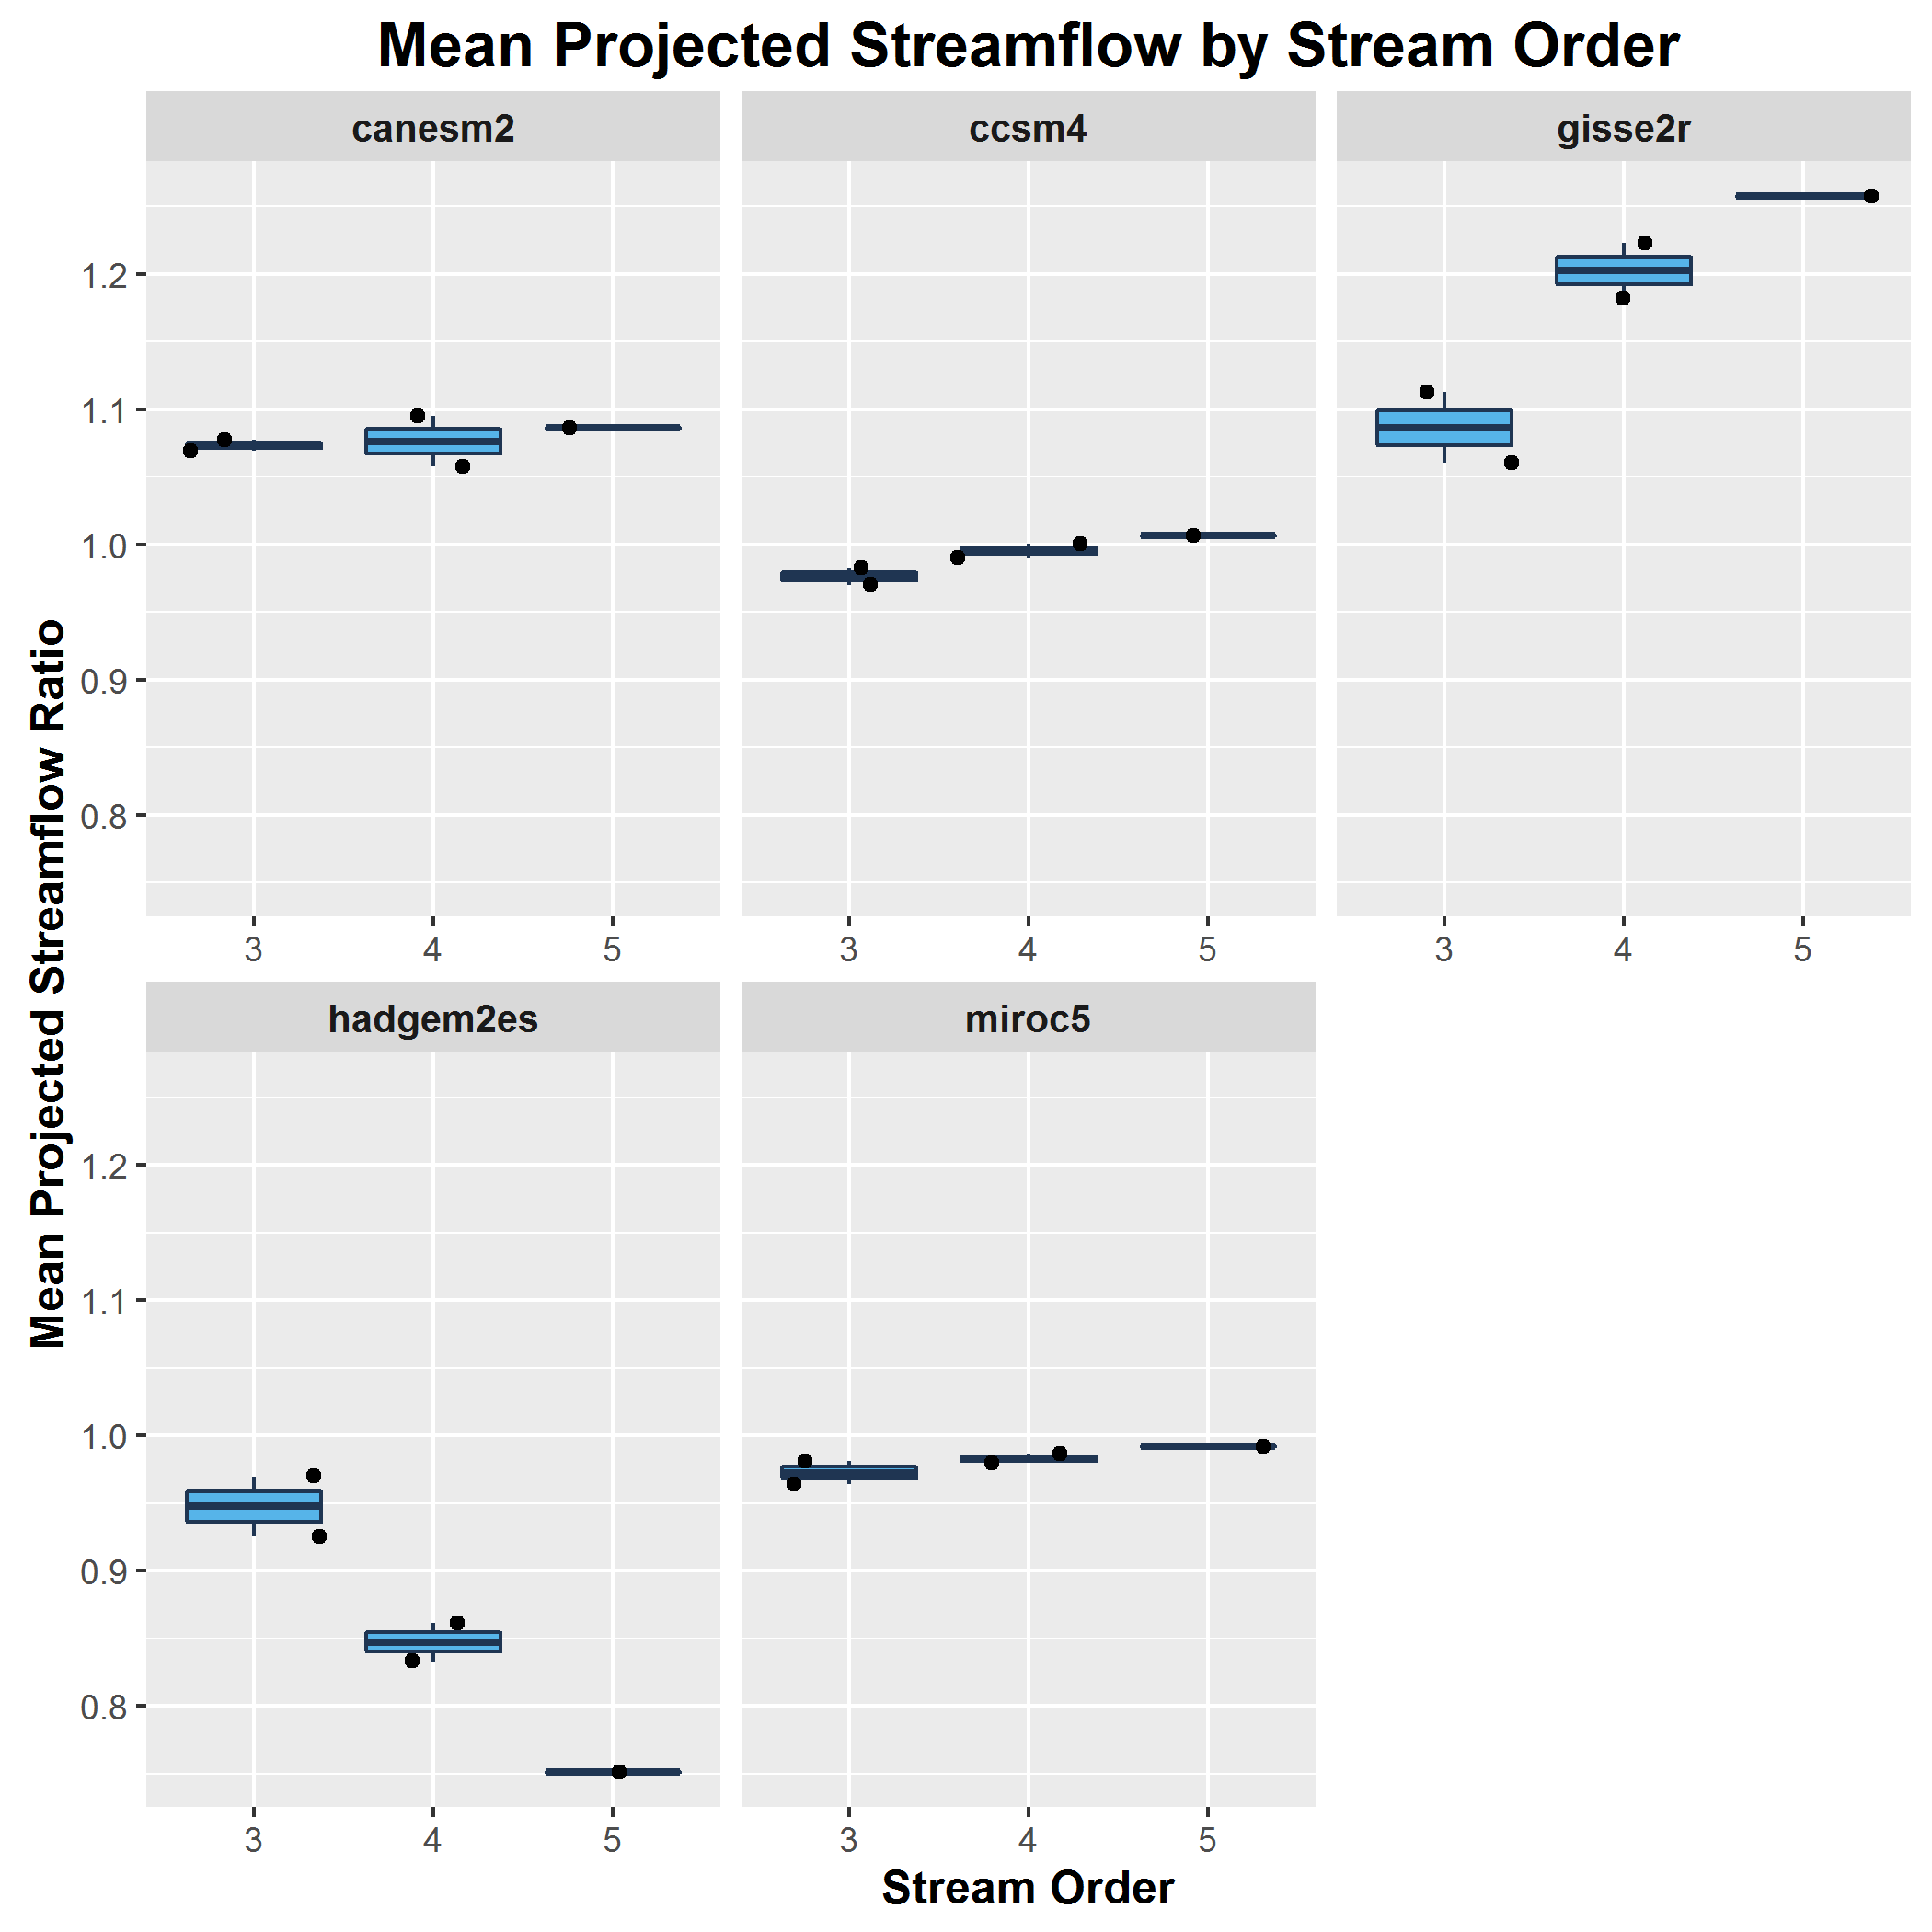 Mean Projected Streamflow by Stream Order
canesm2
ccsm4
gisse2r
1.2
1.1
1.0
0.9
0.8
3 4 5
3 4 5
3 4 5
Mean Projected Streamflow Ratio
hadgem2es
miroc5
1.2
1.1
1.0
0.9
0.8
3 4 5
3 4 5
Stream Order